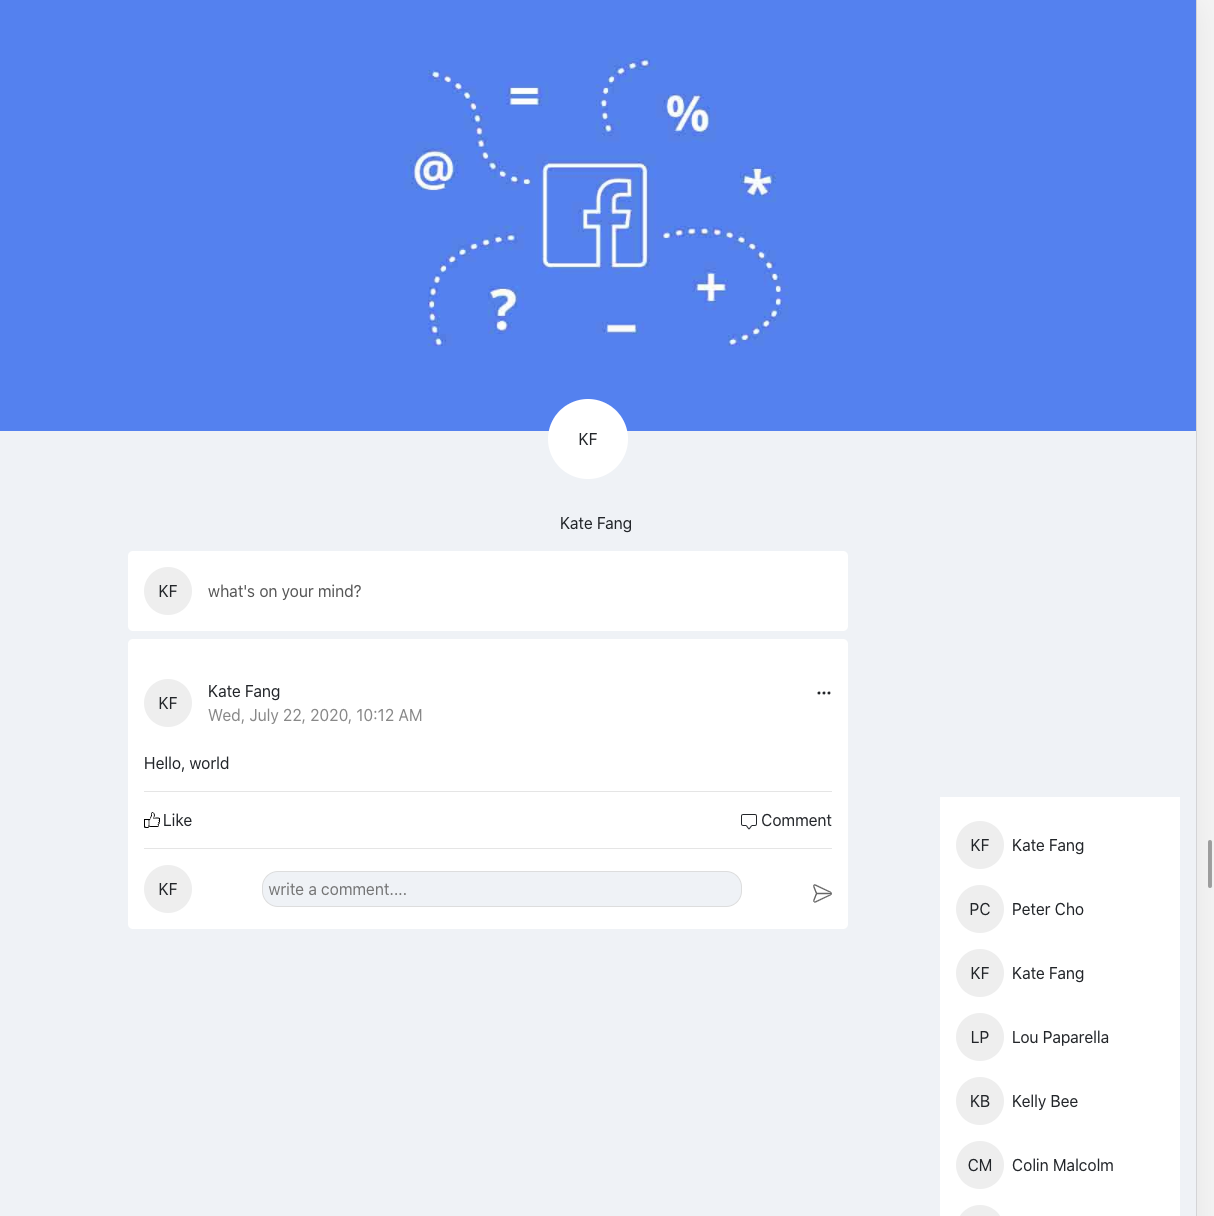 =
%
@
*
f
+
?
–
KF
Kate Fang
KF what's on your mind?
KF Kate Fang ...
Wed, July 22, 2020, 10:12 AM
Hello, world
Like Comment
KF write a comment....
KF Kate Fang
PC Peter Cho
KF Kate Fang
LP Lou Paparella
KB Kelly Bee
CM Colin Malcolm